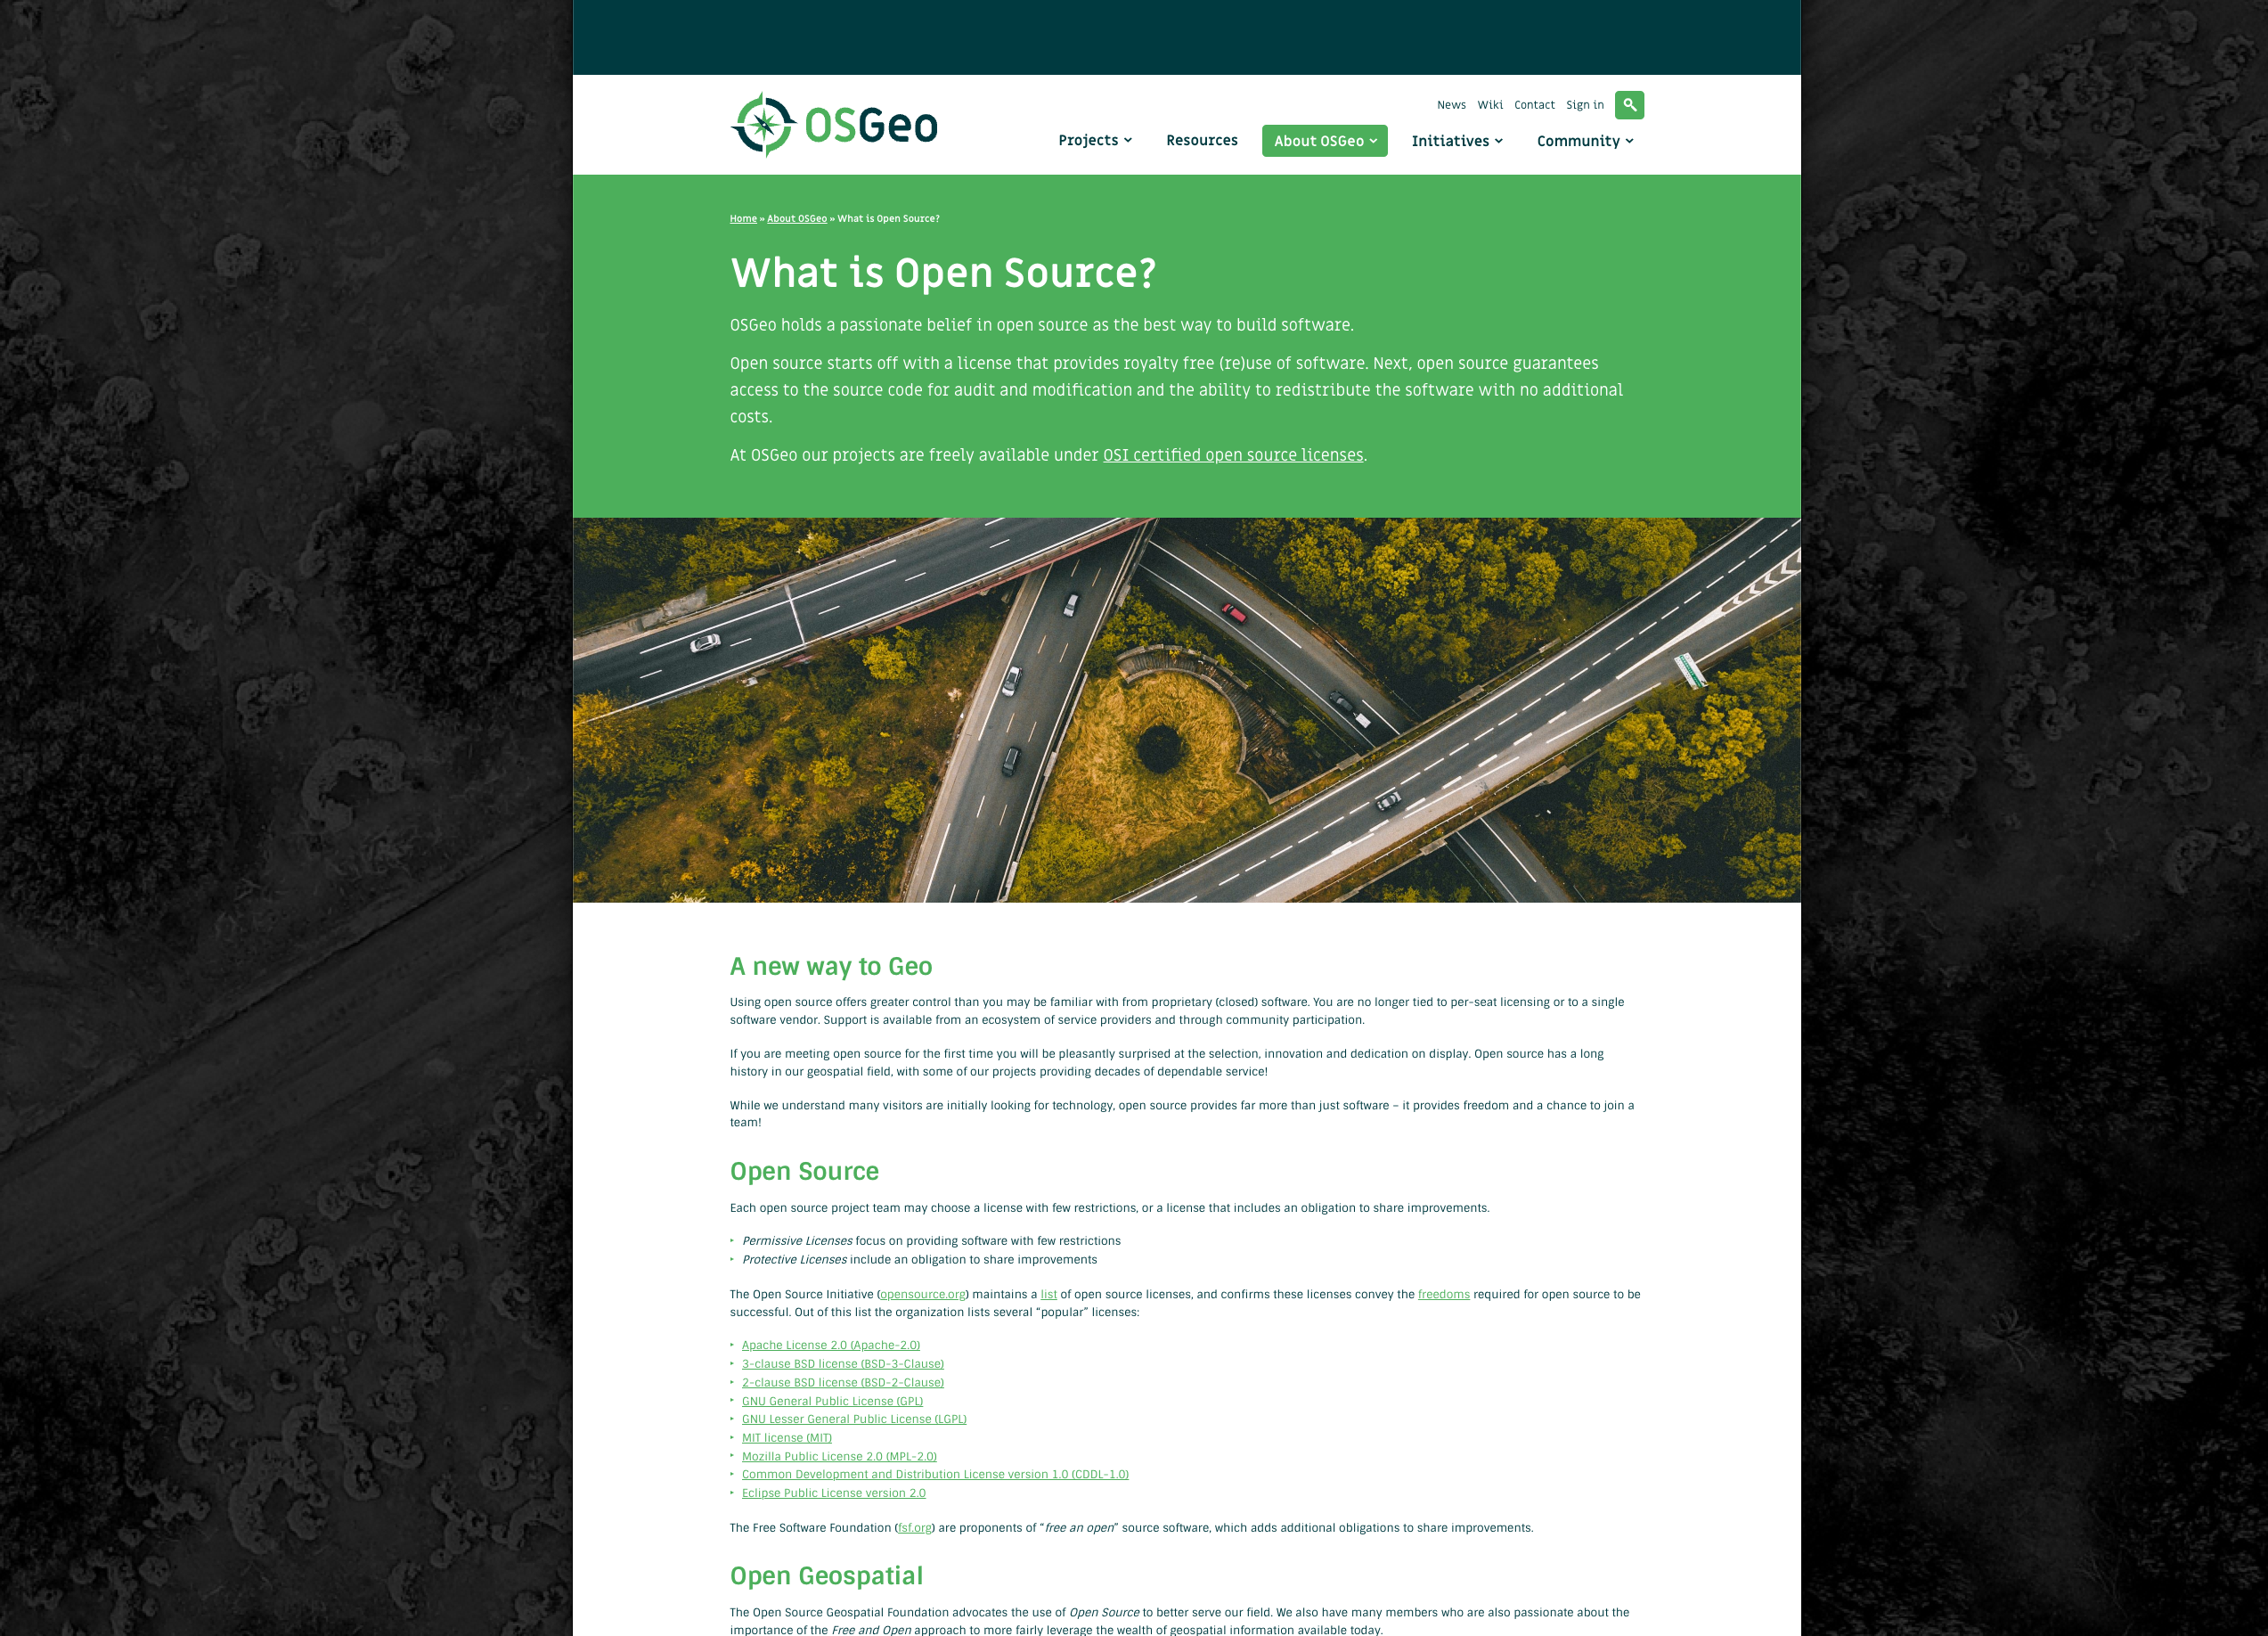 OSGeo
News Wiki Contact Sign in
Projects Resources About OSGeo Initiatives Community
Home » About OSGeo » What is Open Source?
What is Open Source?
OSGeo holds a passionate belief in open source as the best way to build software.
Open source starts off with a license that provides royalty free (re)use of software. Next, open source guarantees
access to the source code for audit and modification and the ability to redistribute the software with no additional
costs.
At OSGeo our projects are freely available under OSI certified open source licenses.
A new way to Geo
Using open source offers greater control than you may be familiar with from proprietary (closed) software. You are no longer tied to per-seat licensing or to a single
software vendor. Support is available from an ecosystem of service providers and through community participation.
If you are meeting open source for the first time you will be pleasantly surprised at the selection, innovation and dedication on display. Open source has a long
history in our geospatial field, with some of our projects providing decades of dependable service!
While we understand many visitors are initially looking for technology, open source provides far more than just software – it provides freedom and a chance to join a
team!
Open Source
Each open source project team may choose a license with few restrictions, or a license that includes an obligation to share improvements.
Permissive Licenses focus on providing software with few restrictions
Protective Licenses include an obligation to share improvements
The Open Source Initiative (opensource.org) maintains a list of open source licenses, and confirms these licenses convey the freedoms required for open source to be
successful. Out of this list the organization lists several “popular” licenses:
Apache License 2.0 (Apache-2.0)
3-clause BSD license (BSD-3-Clause)
2-clause BSD license (BSD-2-Clause)
GNU General Public License (GPL)
GNU Lesser General Public License (LGPL)
MIT license (MIT)
Mozilla Public License 2.0 (MPL-2.0)
Common Development and Distribution License version 1.0 (CDDL-1.0)
Eclipse Public License version 2.0
The Free Software Foundation (fsf.org) are proponents of “free an open” source software, which adds additional obligations to share improvements.
Open Geospatial
The Open Source Geospatial Foundation advocates the use of Open Source to better serve our field. We also have many members who are also passionate about the
importance of the Free and Open approach to more fairly leverage the wealth of geospatial information available today.